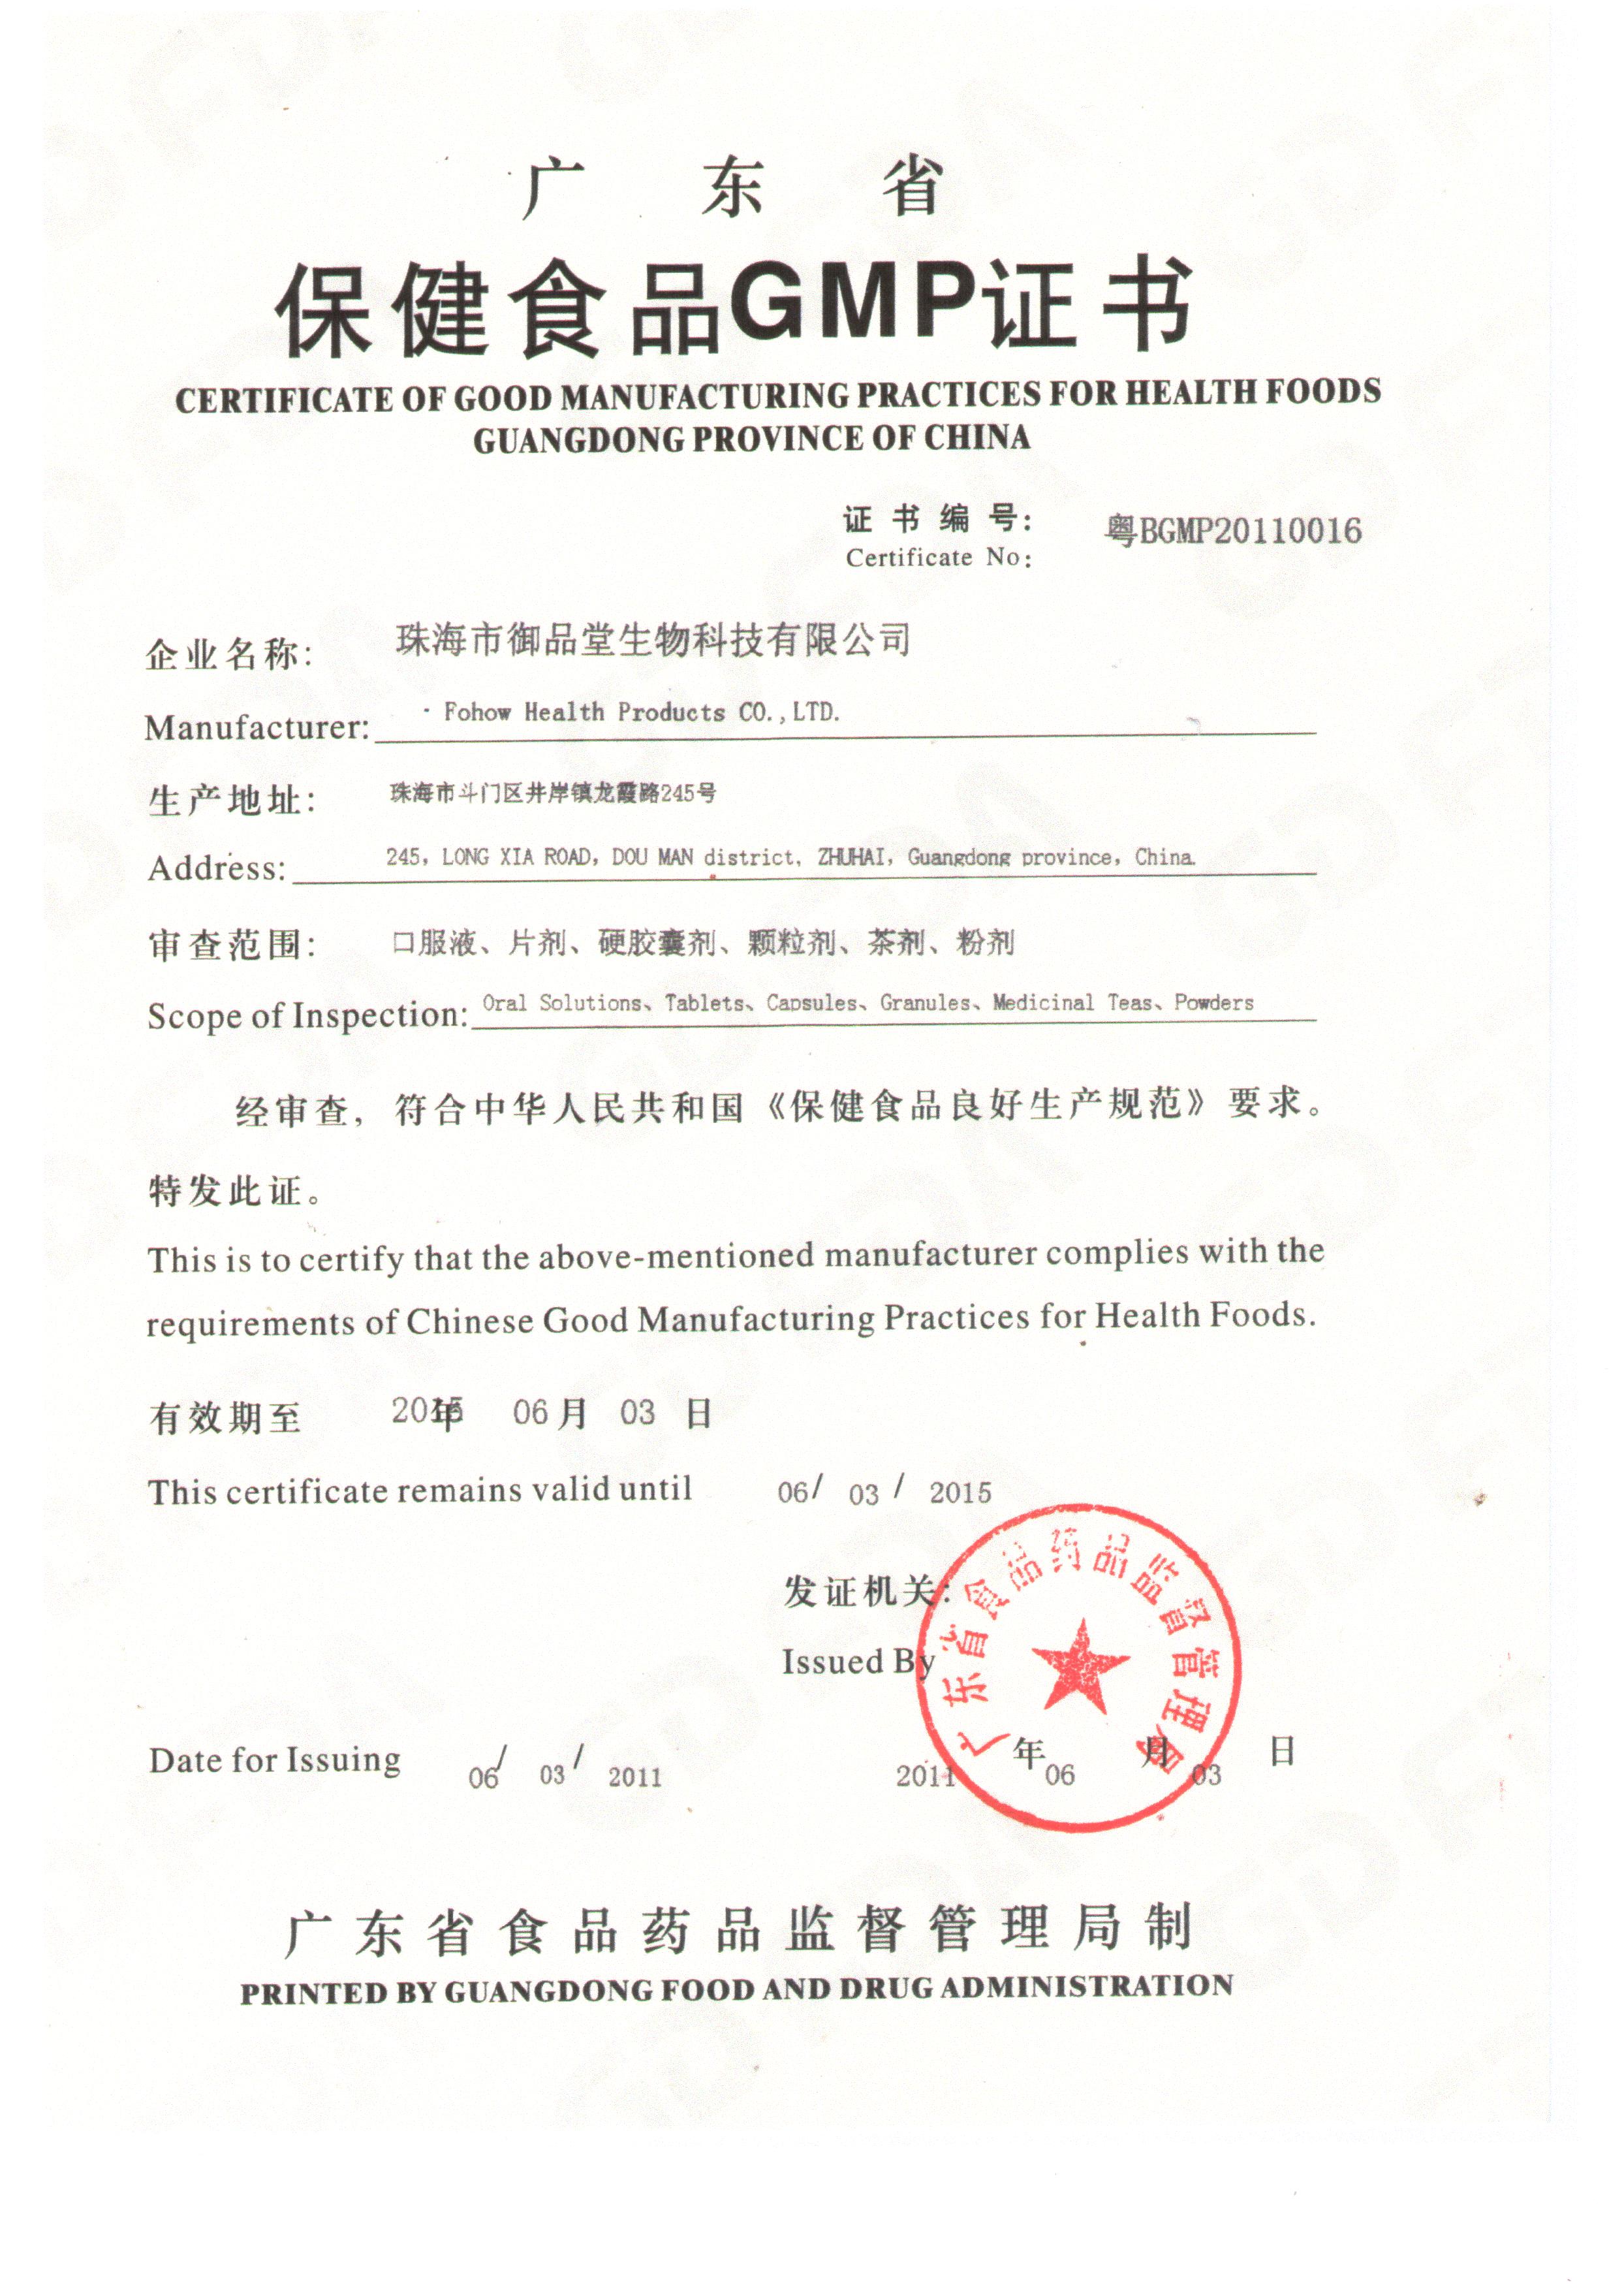 广东省
保健食品GMP证书
CERTIFICATE OF GOOD MANUFACTURING PRACTICES FOR HEALTH FOODS
GUANGDONG PROVINCE OF CHINA
证书编号: 粤BGMP20110016
Certificate No:
企业名称: 珠海市御品堂生物科技有限公司
Manufacturer: Fohow Health Products CO.,LTD.
生产地址: 珠海市斗门区井岸镇龙霞路245号
Address: 245, LONG XIA ROAD, DOU MAN district, ZHUHAI, Guangdong province, China.
审查范围: 口服液、片剂、硬胶囊剂、颗粒剂、茶剂、粉剂
Scope of Inspection: Oral Solutions、Tablets、Capsules、Granules、Medicinal Teas、Powders
经审查，符合中华人民共和国《保健食品良好生产规范》要求。
特发此证。
This is to certify that the above-mentioned manufacturer complies with the
requirements of Chinese Good Manufacturing Practices for Health Foods.
有效期至 2015年 06月 03日
This certificate remains valid until 06/ 03 / 2015
发证机关:
广东省食品药品监督管理局
Issued By
Date for Issuing 06/ 03/ 2011 2011年06月03日
广东省食品药品监督管理局制
PRINTED BY GUANGDONG FOOD AND DRUG ADMINISTRATION